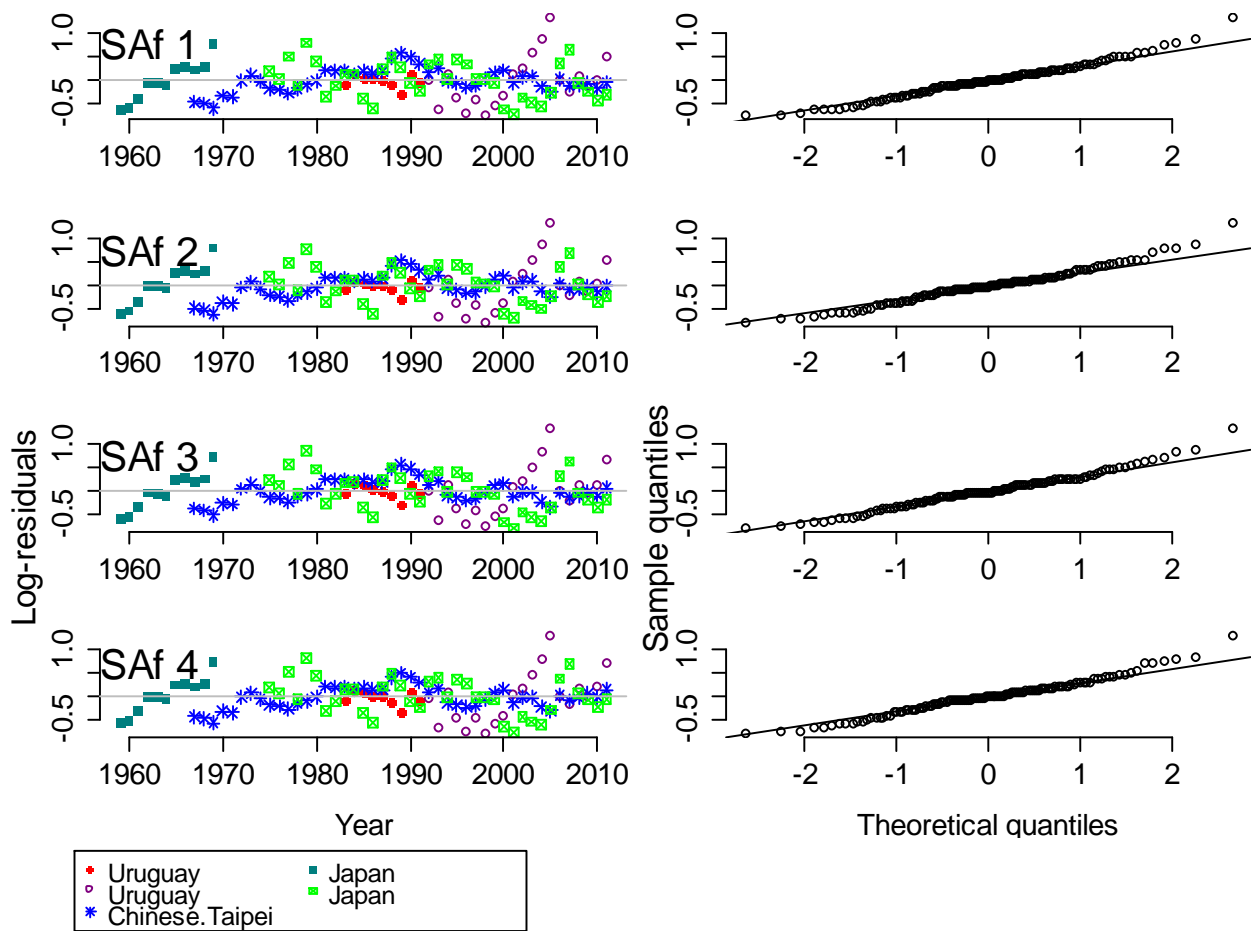 SAf 1
1.0
-0.5
1960 1970 1980 1990 2000 2010
1.0
-0.5
-2 -1 0 1 2
SAf 2
1.0
-0.5
1960 1970 1980 1990 2000 2010
1.0
-0.5
-2 -1 0 1 2
SAf 3
1.0
-0.5
1960 1970 1980 1990 2000 2010
1.0
-0.5
-2 -1 0 1 2
SAf 4
1.0
-0.5
1960 1970 1980 1990 2000 2010
1.0
-0.5
-2 -1 0 1 2
Log-residuals
Sample quantiles
Year
Theoretical quantiles
Uruguay
Uruguay
Chinese.Taipei
Japan
Japan